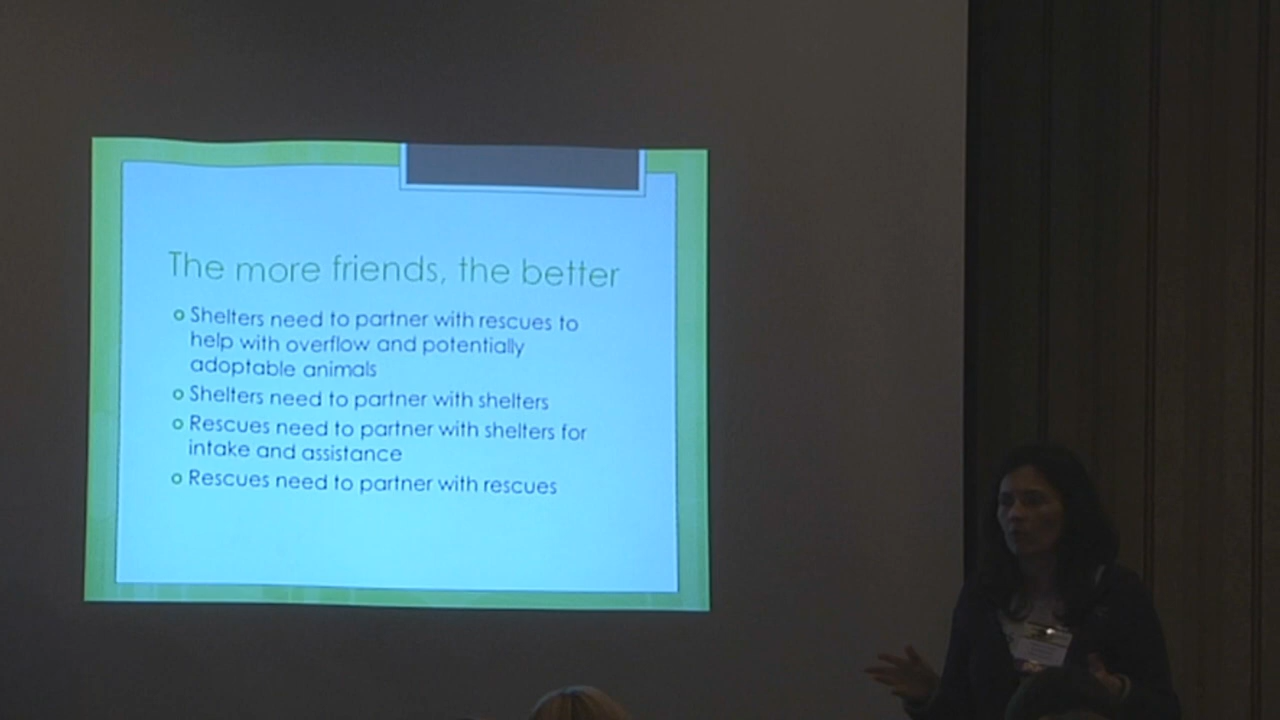 The more friends, the better
o Shelters need to partner with rescues to
help with overflow and potentially
adoptable animals
o Shelters need to partner with shelters
o Rescues need to partner with shelters for
intake and assistance
o Rescues need to partner with rescues